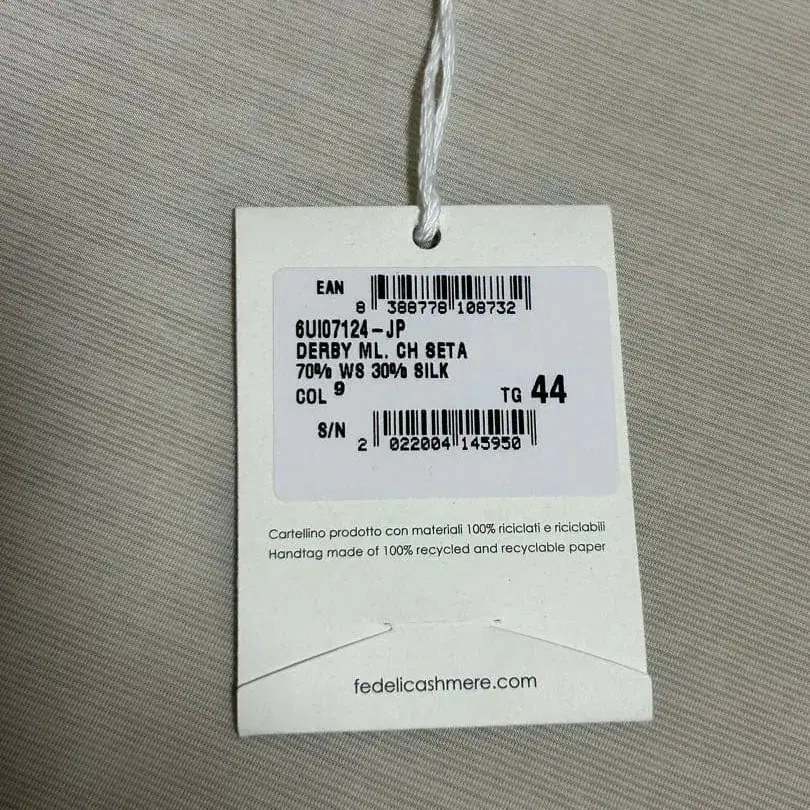 EAN
8 388778 108732
6UI07124-JP
DERBY ML. CH SETA
70% WS 30% SILK
COL 9 TG 44
S/N
2 022004 145950
Cartellino prodotto con materiali 100% riciclati e riciclabili
Handtag made of 100% recycled and recyclable paper
fedelicashmere.com